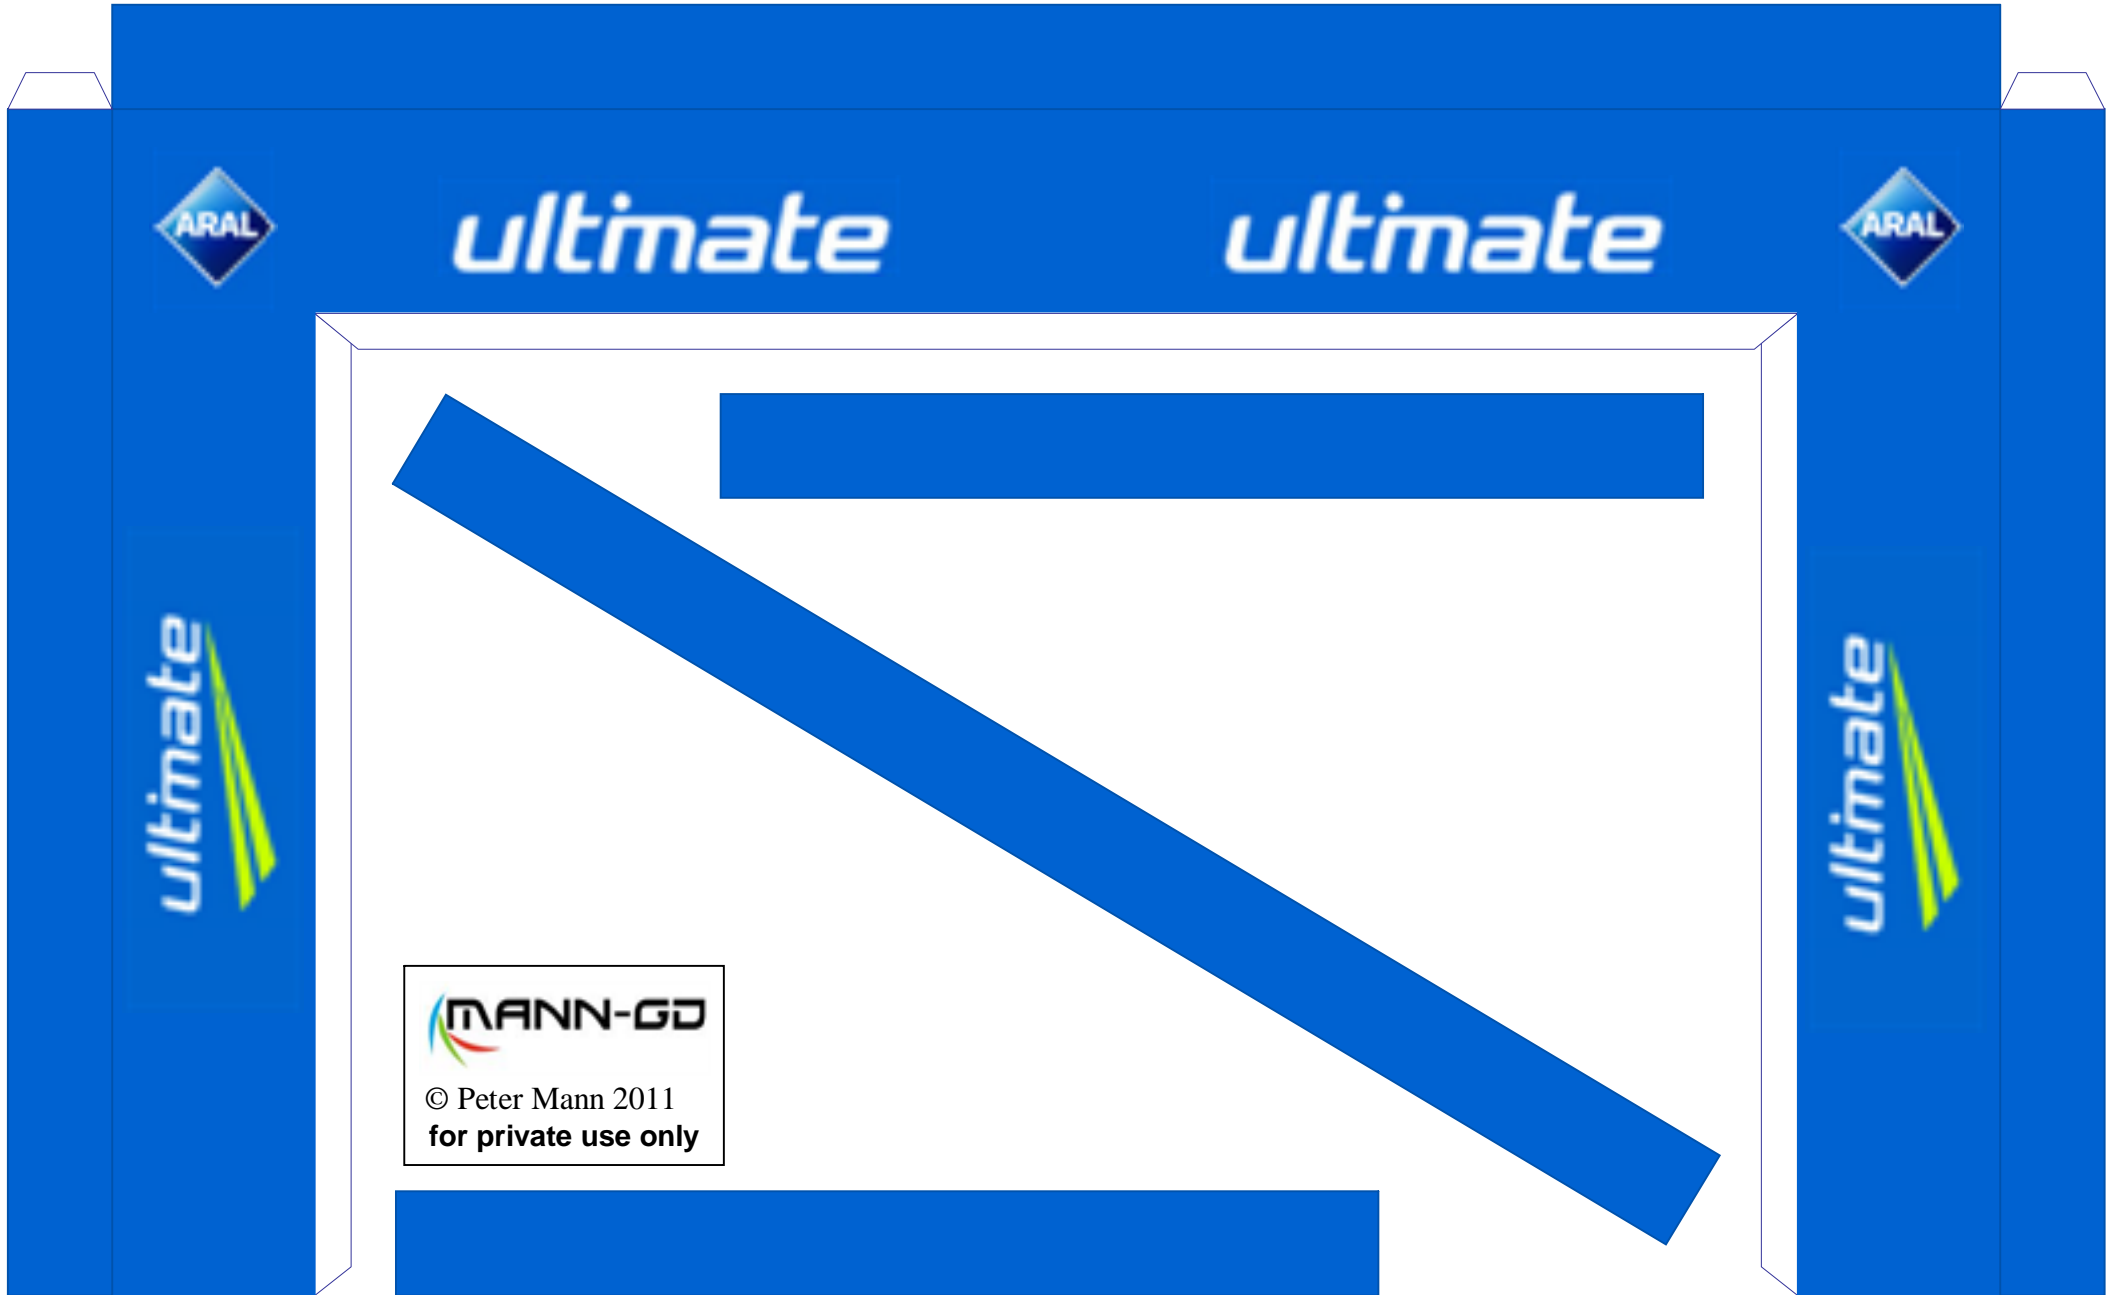 ARAL
ultimate
ultimate
ARAL
ultimate
ultimate
MANN-GD
© Peter Mann 2011
for private use only